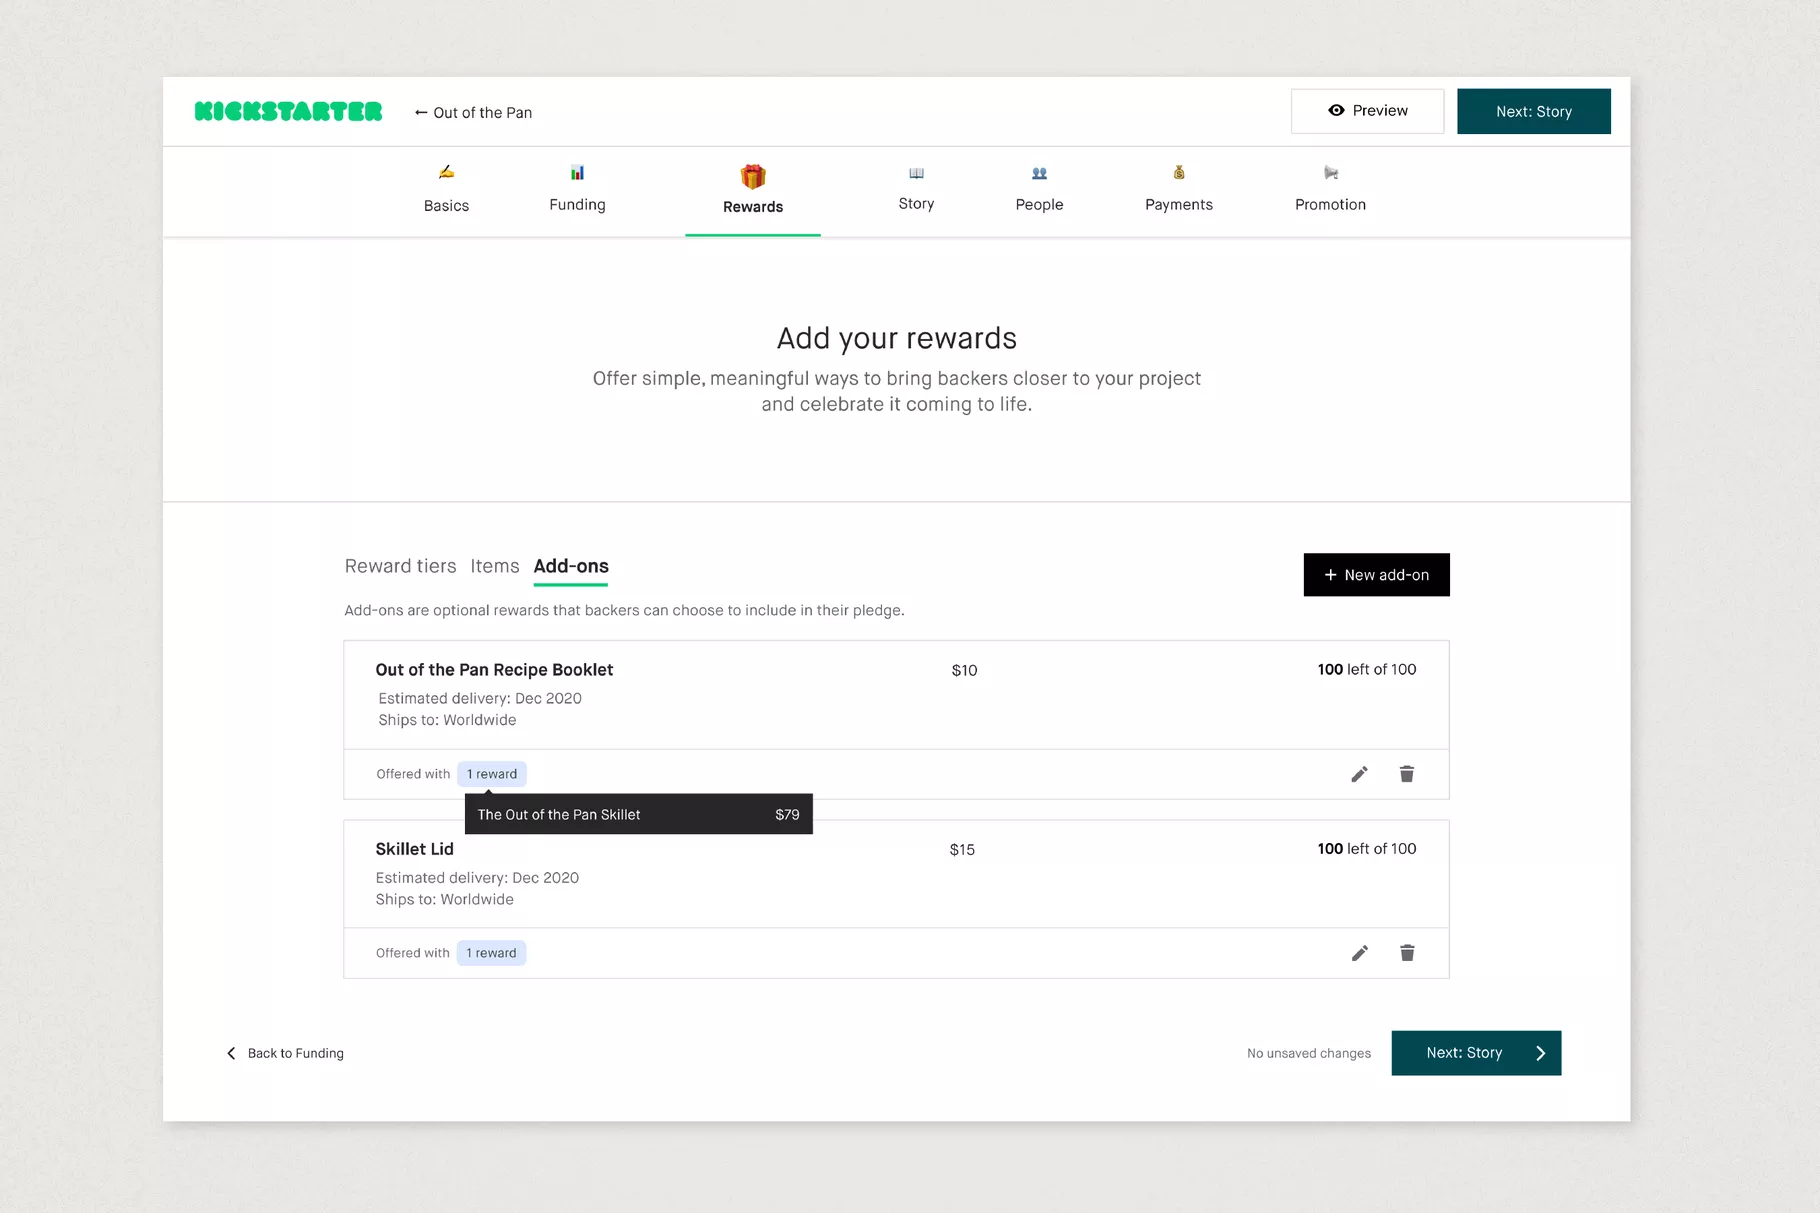 KICKSTARTER
← Out of the Pan
Preview
Next: Story
Basics
Funding
Rewards
Story
People
Payments
Promotion
Add your rewards
Offer simple, meaningful ways to bring backers closer to your project
and celebrate it coming to life.
Reward tiers
Items
Add-ons
+ New add-on
Add-ons are optional rewards that backers can choose to include in their pledge.
Out of the Pan Recipe Booklet
$10
100 left of 100
Estimated delivery: Dec 2020
Ships to: Worldwide
Offered with 1 reward
The Out of the Pan Skillet $79
Skillet Lid
$15
100 left of 100
Estimated delivery: Dec 2020
Ships to: Worldwide
Offered with 1 reward
Back to Funding
No unsaved changes
Next: Story